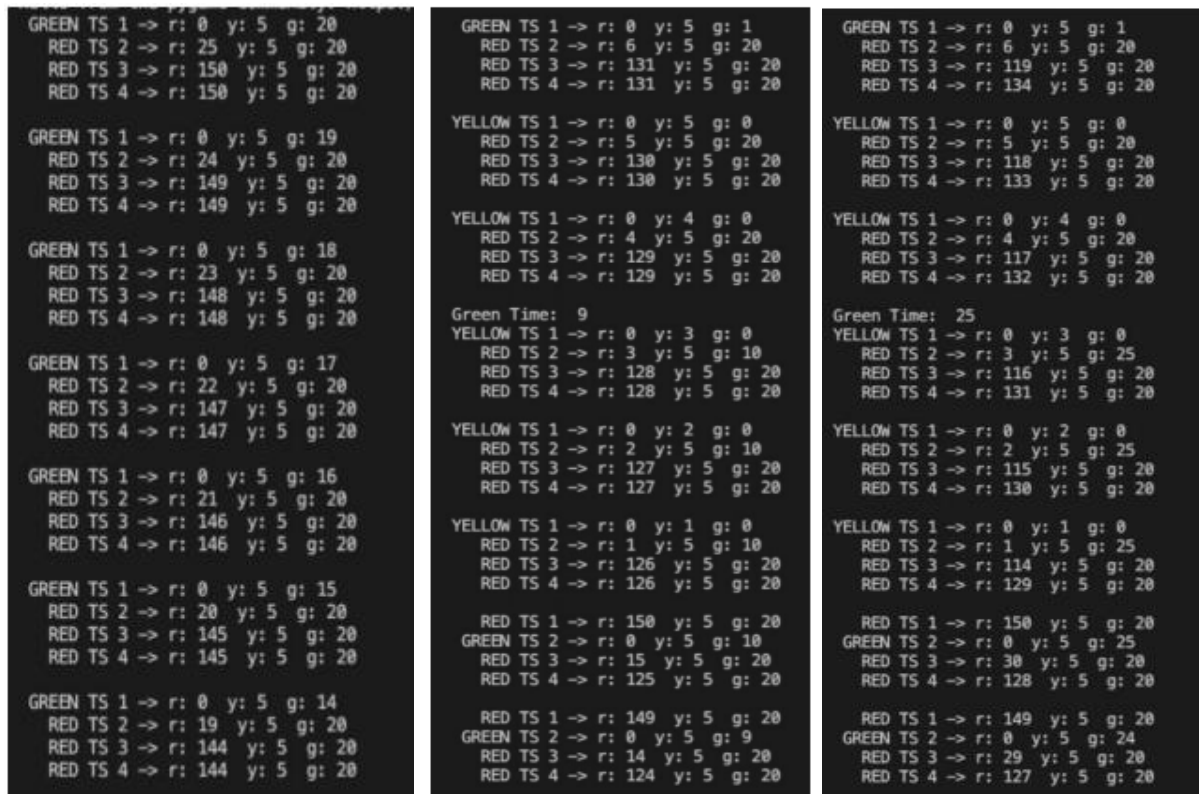 GREEN TS 1 -> r: 0 y: 5 g: 20
RED TS 2 -> r: 25 y: 5 g: 20
RED TS 3 -> r: 150 y: 5 g: 20
RED TS 4 -> r: 150 y: 5 g: 20
GREEN TS 1 -> r: 0 y: 5 g: 19
RED TS 2 -> r: 24 y: 5 g: 20
RED TS 3 -> r: 149 y: 5 g: 20
RED TS 4 -> r: 149 y: 5 g: 20
GREEN TS 1 -> r: 0 y: 5 g: 18
RED TS 2 -> r: 23 y: 5 g: 20
RED TS 3 -> r: 148 y: 5 g: 20
RED TS 4 -> r: 148 y: 5 g: 20
GREEN TS 1 -> r: 0 y: 5 g: 17
RED TS 2 -> r: 22 y: 5 g: 20
RED TS 3 -> r: 147 y: 5 g: 20
RED TS 4 -> r: 147 y: 5 g: 20
GREEN TS 1 -> r: 0 y: 5 g: 16
RED TS 2 -> r: 21 y: 5 g: 20
RED TS 3 -> r: 146 y: 5 g: 20
RED TS 4 -> r: 146 y: 5 g: 20
GREEN TS 1 -> r: 0 y: 5 g: 15
RED TS 2 -> r: 20 y: 5 g: 20
RED TS 3 -> r: 145 y: 5 g: 20
RED TS 4 -> r: 145 y: 5 g: 20
GREEN TS 1 -> r: 0 y: 5 g: 14
RED TS 2 -> r: 19 y: 5 g: 20
RED TS 3 -> r: 144 y: 5 g: 20
RED TS 4 -> r: 144 y: 5 g: 20
GREEN TS 1 -> r: 0 y: 5 g: 1
RED TS 2 -> r: 6 y: 5 g: 20
RED TS 3 -> r: 131 y: 5 g: 20
RED TS 4 -> r: 131 y: 5 g: 20
YELLOW TS 1 -> r: 0 y: 5 g: 0
RED TS 2 -> r: 5 y: 5 g: 20
RED TS 3 -> r: 130 y: 5 g: 20
RED TS 4 -> r: 130 y: 5 g: 20
YELLOW TS 1 -> r: 0 y: 4 g: 0
RED TS 2 -> r: 4 y: 5 g: 20
RED TS 3 -> r: 129 y: 5 g: 20
RED TS 4 -> r: 129 y: 5 g: 20
Green Time: 9
YELLOW TS 1 -> r: 0 y: 3 g: 0
RED TS 2 -> r: 3 y: 5 g: 10
RED TS 3 -> r: 128 y: 5 g: 20
RED TS 4 -> r: 128 y: 5 g: 20
YELLOW TS 1 -> r: 0 y: 2 g: 0
RED TS 2 -> r: 2 y: 5 g: 10
RED TS 3 -> r: 127 y: 5 g: 20
RED TS 4 -> r: 127 y: 5 g: 20
YELLOW TS 1 -> r: 0 y: 1 g: 0
RED TS 2 -> r: 1 y: 5 g: 10
RED TS 3 -> r: 126 y: 5 g: 20
RED TS 4 -> r: 126 y: 5 g: 20
RED TS 1 -> r: 150 y: 5 g: 20
GREEN TS 2 -> r: 0 y: 5 g: 10
RED TS 3 -> r: 15 y: 5 g: 20
RED TS 4 -> r: 125 y: 5 g: 20
RED TS 1 -> r: 149 y: 5 g: 20
GREEN TS 2 -> r: 0 y: 5 g: 9
RED TS 3 -> r: 14 y: 5 g: 20
RED TS 4 -> r: 124 y: 5 g: 20
GREEN TS 1 -> r: 0 y: 5 g: 1
RED TS 2 -> r: 6 y: 5 g: 20
RED TS 3 -> r: 119 y: 5 g: 20
RED TS 4 -> r: 134 y: 5 g: 20
YELLOW TS 1 -> r: 0 y: 5 g: 0
RED TS 2 -> r: 5 y: 5 g: 20
RED TS 3 -> r: 118 y: 5 g: 20
RED TS 4 -> r: 133 y: 5 g: 20
YELLOW TS 1 -> r: 0 y: 4 g: 0
RED TS 2 -> r: 4 y: 5 g: 20
RED TS 3 -> r: 117 y: 5 g: 20
RED TS 4 -> r: 132 y: 5 g: 20
Green Time: 25
YELLOW TS 1 -> r: 0 y: 3 g: 0
RED TS 2 -> r: 3 y: 5 g: 25
RED TS 3 -> r: 116 y: 5 g: 20
RED TS 4 -> r: 131 y: 5 g: 20
YELLOW TS 1 -> r: 0 y: 2 g: 0
RED TS 2 -> r: 2 y: 5 g: 25
RED TS 3 -> r: 115 y: 5 g: 20
RED TS 4 -> r: 130 y: 5 g: 20
YELLOW TS 1 -> r: 0 y: 1 g: 0
RED TS 2 -> r: 1 y: 5 g: 25
RED TS 3 -> r: 114 y: 5 g: 20
RED TS 4 -> r: 129 y: 5 g: 20
RED TS 1 -> r: 150 y: 5 g: 20
GREEN TS 2 -> r: 0 y: 5 g: 25
RED TS 3 -> r: 30 y: 5 g: 20
RED TS 4 -> r: 128 y: 5 g: 20
RED TS 1 -> r: 149 y: 5 g: 20
GREEN TS 2 -> r: 0 y: 5 g: 24
RED TS 3 -> r: 29 y: 5 g: 20
RED TS 4 -> r: 127 y: 5 g: 20